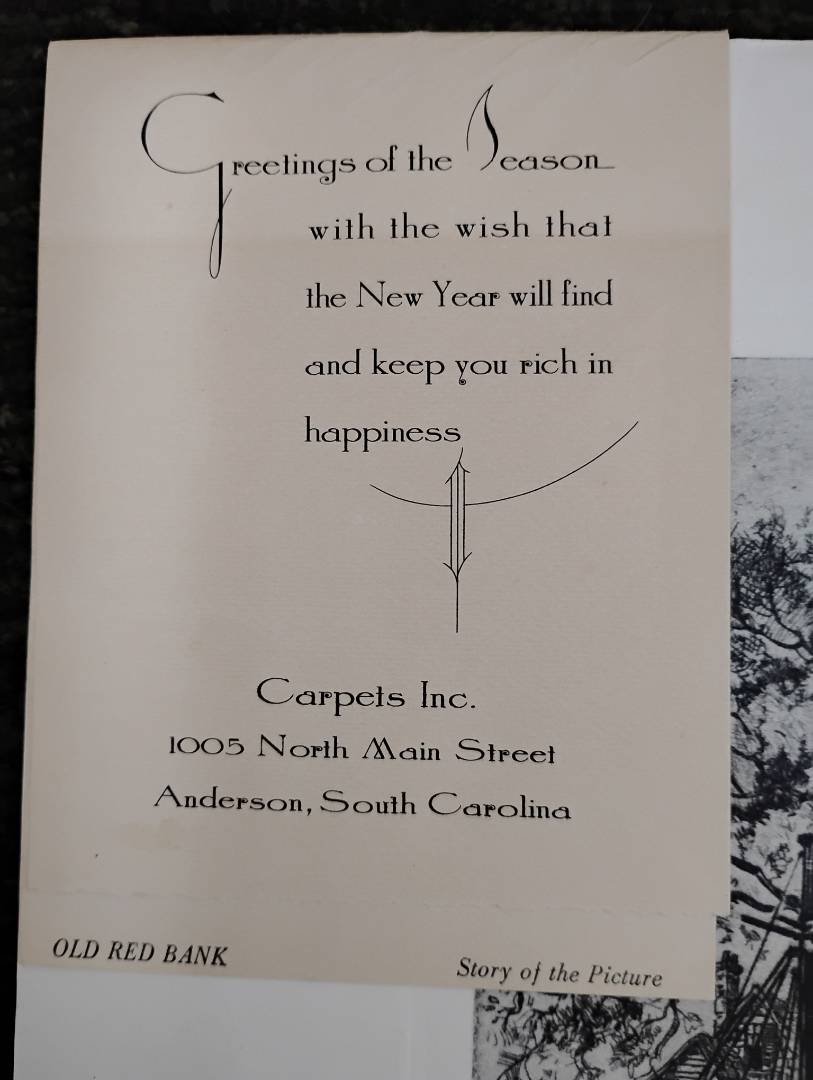 Greetings of the Season
with the wish that
the New Year will find
and keep you rich in
happiness
Carpets Inc.
1005 North Main Street
Anderson, South Carolina
OLD RED BANK
Story of the Picture